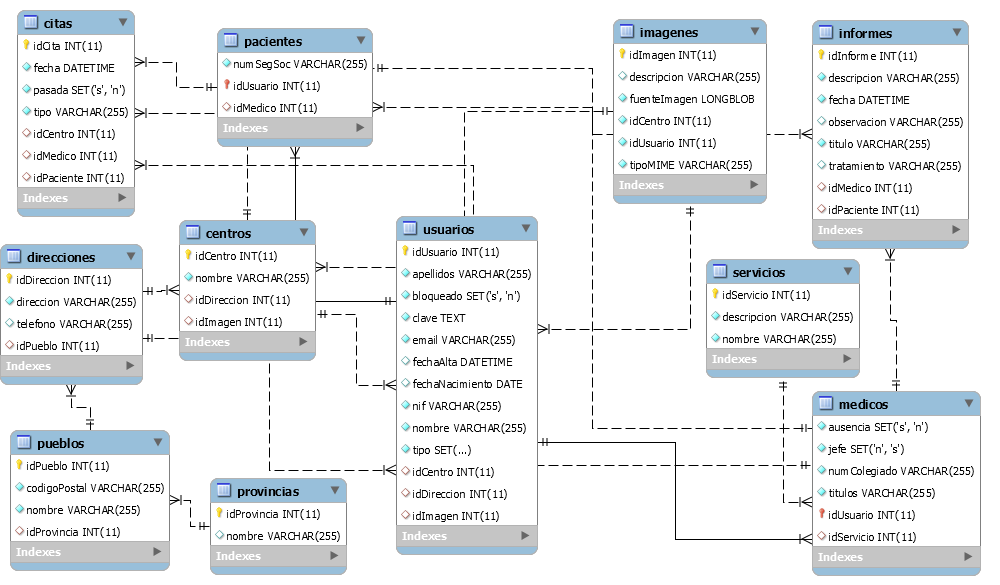 citas
idCita INT(11)
fecha DATETIME
pasada SET('s', 'n')
tipo VARCHAR(255)
idCentro INT(11)
idMedico INT(11)
idPaciente INT(11)
Indexes
pacientes
numSegSoc VARCHAR(255)
idUsuario INT(11)
idMedico INT(11)
Indexes
imagenes
idImagen INT(11)
descripcion VARCHAR(255)
fuenteImagen LONGBLOB
idCentro INT(11)
idUsuario INT(11)
tipoMIME VARCHAR(255)
Indexes
informes
idInforme INT(11)
descripcion VARCHAR(255)
fecha DATETIME
observacion VARCHAR(255)
titulo VARCHAR(255)
tratamiento VARCHAR(255)
idMedico INT(11)
idPaciente INT(11)
Indexes
direcciones
idDireccion INT(11)
direccion VARCHAR(255)
telefono VARCHAR(255)
idPueblo INT(11)
Indexes
centros
idCentro INT(11)
nombre VARCHAR(255)
idDireccion INT(11)
idImagen INT(11)
Indexes
usuarios
idUsuario INT(11)
apellidos VARCHAR(255)
bloqueado SET('s', 'n')
clave TEXT
email VARCHAR(255)
fechaAlta DATETIME
fechaNacimiento DATE
nif VARCHAR(255)
nombre VARCHAR(255)
tipo SET(...)
idCentro INT(11)
idDireccion INT(11)
idImagen INT(11)
Indexes
servicios
idServicio INT(11)
descripcion VARCHAR(255)
nombre VARCHAR(255)
Indexes
pueblos
idPueblo INT(11)
codigoPostal VARCHAR(255)
nombre VARCHAR(255)
idProvincia INT(11)
Indexes
provincias
idProvincia INT(11)
nombre VARCHAR(255)
Indexes
medicos
ausencia SET('s', 'n')
jefe SET('n', 's')
numColegiado VARCHAR(255)
titulos VARCHAR(255)
idUsuario INT(11)
idServicio INT(11)
Indexes